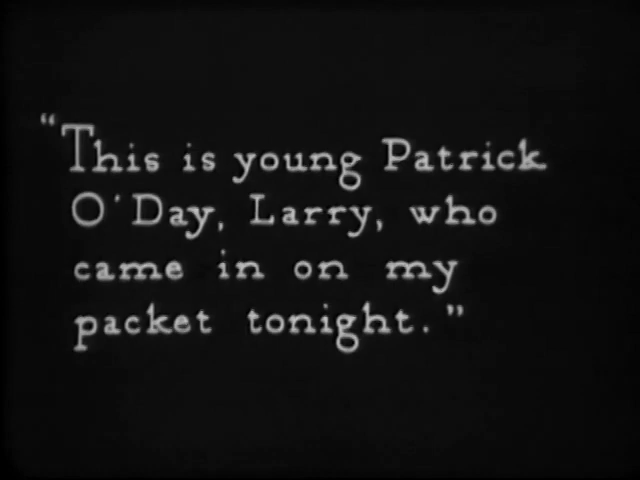 "This is young Patrick
O'Day, Larry, who
came in on my
packet tonight."